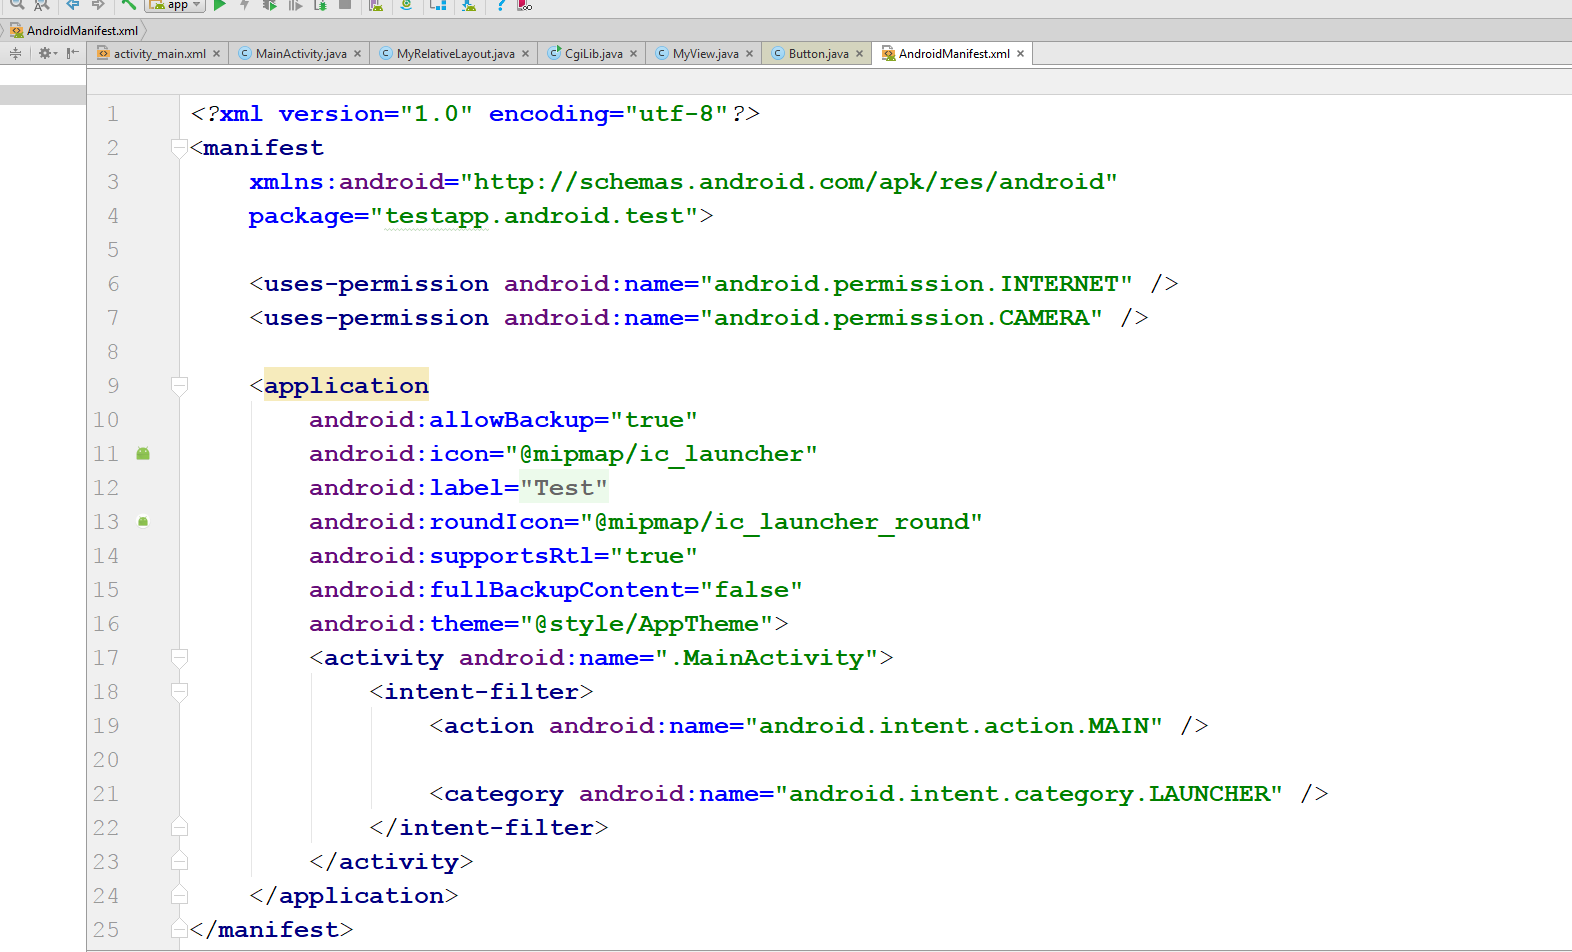 app
AndroidManifest.xml
activity_main.xml MainActivity.java MyRelativeLayout.java CgiLib.java MyView.java Button.java AndroidManifest.xml
1 <?xml version="1.0" encoding="utf-8"?>
2 <manifest
3 xmlns:android="http://schemas.android.com/apk/res/android"
4 package="testapp.android.test">
5
6 <uses-permission android:name="android.permission.INTERNET" />
7 <uses-permission android:name="android.permission.CAMERA" />
8
9 <application
10 android:allowBackup="true"
11 android:icon="@mipmap/ic_launcher"
12 android:label="Test"
13 android:roundIcon="@mipmap/ic_launcher_round"
14 android:supportsRtl="true"
15 android:fullBackupContent="false"
16 android:theme="@style/AppTheme">
17 <activity android:name=".MainActivity">
18 <intent-filter>
19 <action android:name="android.intent.action.MAIN" />
20
21 <category android:name="android.intent.category.LAUNCHER" />
22 </intent-filter>
23 </activity>
24 </application>
25 </manifest>